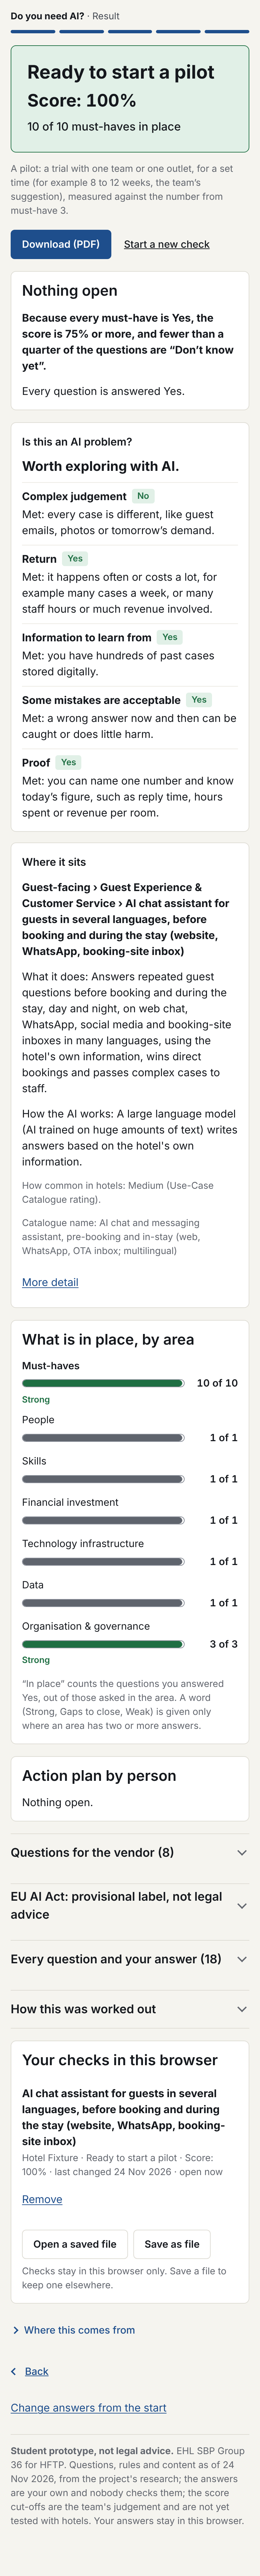 Do you need AI? · Result
Ready to start a pilot
Score: 100%
10 of 10 must-haves in place
A pilot: a trial with one team or one outlet, for a set
time (for example 8 to 12 weeks, the team's
suggestion), measured against the number from
must-have 3.
Download (PDF)
Start a new check
Nothing open
Because every must-have is Yes, the
score is 75% or more, and fewer than a
quarter of the questions are “Don't know
yet”.
Every question is answered Yes.
Is this an AI problem?
Worth exploring with AI.
Complex judgement No
Met: every case is different, like guest
emails, photos or tomorrow's demand.
Return Yes
Met: it happens often or costs a lot, for
example many cases a week, or many
staff hours or much revenue involved.
Information to learn from Yes
Met: you have hundreds of past cases
stored digitally.
Some mistakes are acceptable Yes
Met: a wrong answer now and then can be
caught or does little harm.
Proof Yes
Met: you can name one number and know
today's figure, such as reply time, hours
spent or revenue per room.
Where it sits
Guest-facing › Guest Experience &
Customer Service › AI chat assistant for
guests in several languages, before
booking and during the stay (website,
WhatsApp, booking-site inbox)
What it does: Answers repeated guest
questions before booking and during the
stay, day and night, on web chat,
WhatsApp, social media and booking-site
inboxes in many languages, using the
hotel's own information, wins direct
bookings and passes complex cases to
staff.
How the AI works: A large language model
(AI trained on huge amounts of text) writes
answers based on the hotel's own
information.
How common in hotels: Medium (Use-Case
Catalogue rating).
Catalogue name: AI chat and messaging
assistant, pre-booking and in-stay (web,
WhatsApp, OTA inbox; multilingual)
More detail
What is in place, by area
Must-haves
10 of 10
Strong
People
1 of 1
Skills
1 of 1
Financial investment
1 of 1
Technology infrastructure
1 of 1
Data
1 of 1
Organisation & governance
3 of 3
Strong
“In place” counts the questions you answered
Yes, out of those asked in the area. A word
(Strong, Gaps to close, Weak) is given only
where an area has two or more answers.
Action plan by person
Nothing open.
Questions for the vendor (8)
EU AI Act: provisional label, not legal
advice
Every question and your answer (18)
How this was worked out
Your checks in this browser
AI chat assistant for guests in several
languages, before booking and during
the stay (website, WhatsApp, booking-
site inbox)
Hotel Fixture · Ready to start a pilot · Score:
100% · last changed 24 Nov 2026 · open now
Remove
Open a saved file
Save as file
Checks stay in this browser only. Save a file to
keep one elsewhere.
Where this comes from
Back
Change answers from the start
Student prototype, not legal advice. EHL SBP Group
36 for HFTP. Questions, rules and content as of 24
Nov 2026, from the project's research; the answers
are your own and nobody checks them; the score
cut-offs are the team's judgement and are not yet
tested with hotels. Your answers stay in this browser.